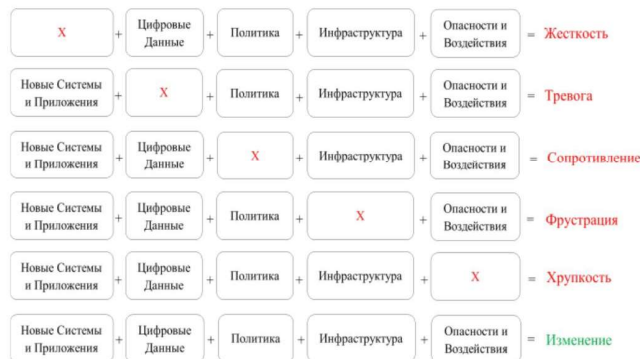 X + Цифровые Данные + Политика + Инфраструктура + Опасности и Воздействия = Жесткость
Новые Системы и Приложения + X + Политика + Инфраструктура + Опасности и Воздействия = Тревога
Новые Системы и Приложения + Цифровые Данные + X + Инфраструктура + Опасности и Воздействия = Сопротивление
Новые Системы и Приложения + Цифровые Данные + Политика + X + Опасности и Воздействия = Фрустрация
Новые Системы и Приложения + Цифровые Данные + Политика + Инфраструктура + X = Хрупкость
Новые Системы и Приложения + Цифровые Данные + Политика + Инфраструктура + Опасности и Воздействия = Изменение